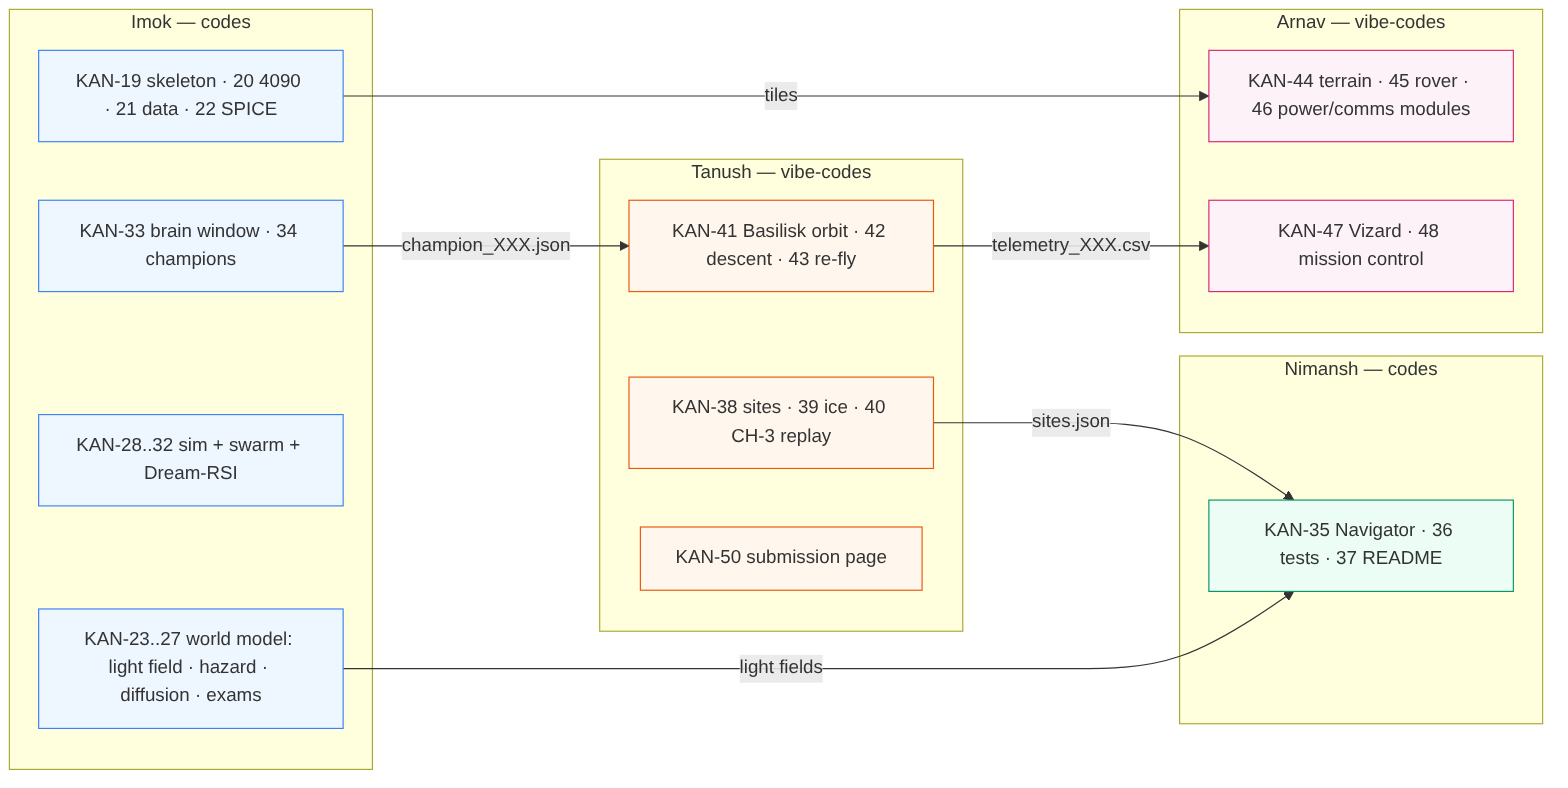 Imok — codes
KAN-19 skeleton · 20 4090
· 21 data · 22 SPICE
KAN-33 brain window · 34
champions
KAN-28..32 sim + swarm +
Dream-RSI
KAN-23..27 world model:
light field · hazard ·
diffusion · exams
tiles
champion_XXX.json
Tanush — vibe-codes
KAN-41 Basilisk orbit · 42
descent · 43 re-fly
KAN-38 sites · 39 ice · 40
CH-3 replay
KAN-50 submission page
telemetry_XXX.csv
sites.json
light fields
Arnav — vibe-codes
KAN-44 terrain · 45 rover ·
46 power/comms modules
KAN-47 Vizard · 48
mission control
Nimansh — codes
KAN-35 Navigator · 36
tests · 37 README